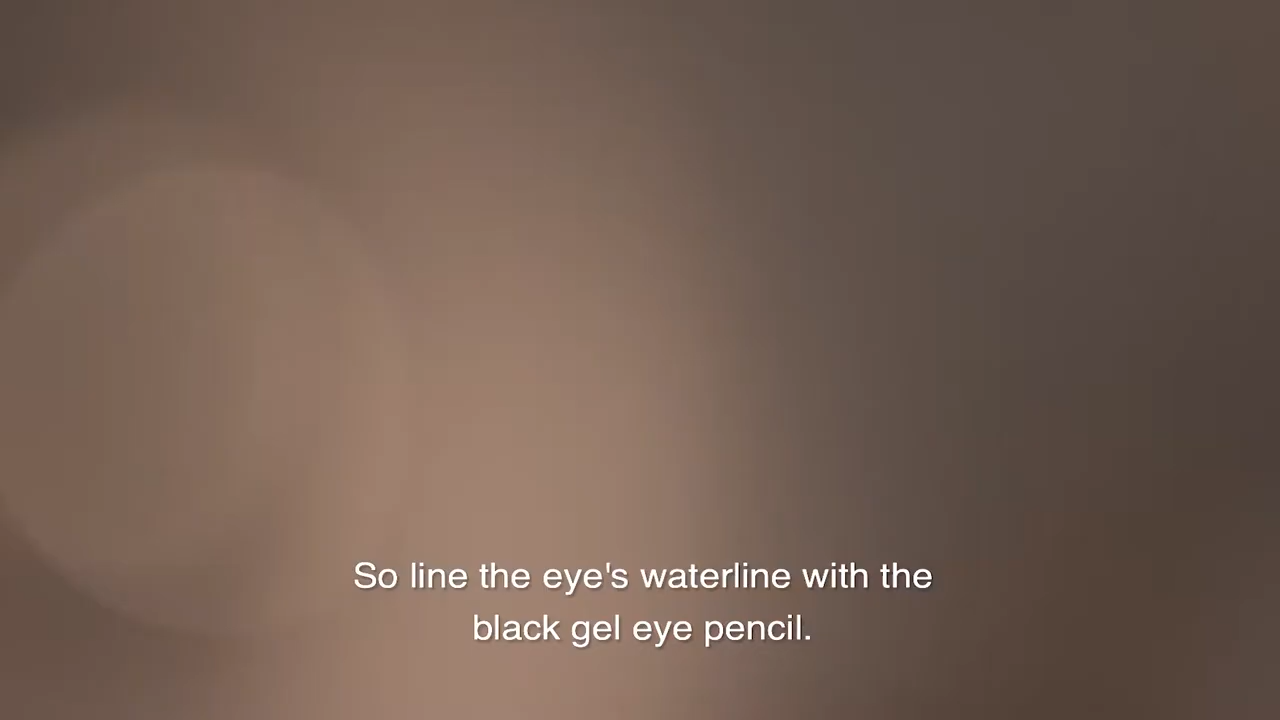 So line the eye's waterline with the
black gel eye pencil.